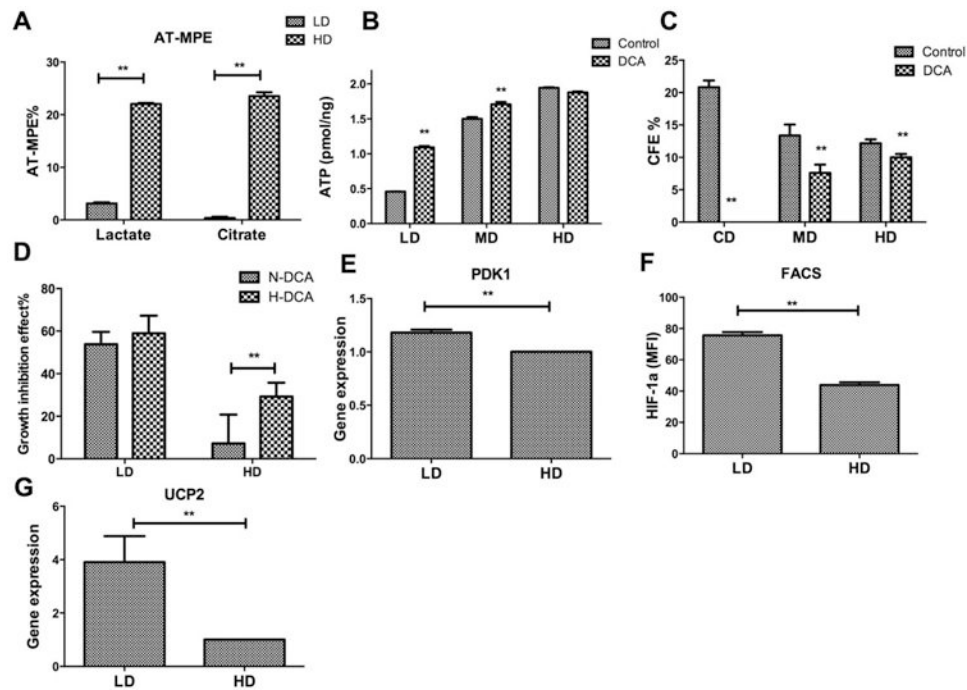 A
AT-MPE
LD
HD
AT-MPE%
30
20
10
0
**
**
Lactate
Citrate
B
Control
DCA
ATP (pmol/ng)
2.0
1.5
1.0
0.5
0.0
**
**
LD
MD
HD
C
Control
DCA
CFE %
25
20
15
10
5
0
**
**
**
CD
MD
HD
D
N-DCA
H-DCA
Growth inhibition effect%
80
60
40
20
0
**
LD
HD
E
PDK1
Gene expression
1.5
1.0
0.5
0.0
**
LD
HD
F
FACS
HIF-1a (MFI)
100
80
60
40
20
0
**
LD
HD
G
UCP2
Gene expression
6
4
2
0
**
LD
HD